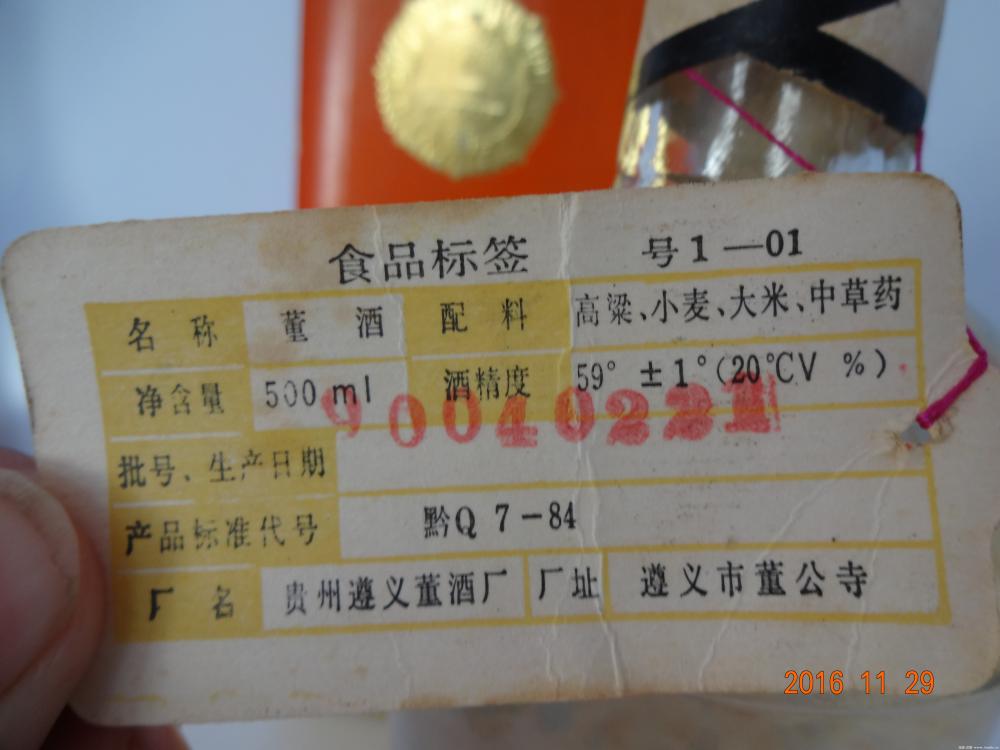 食品标签 号1—01
名称 董酒 配料 高粱、小麦、大米、中草药
净含量 500ml 酒精度 59°±1°(20℃V %)
90040221
批号、生产日期
产品标准代号 黔Q 7-84
厂名 贵州遵义董酒厂 厂址 遵义市董公寺
2016 11 29